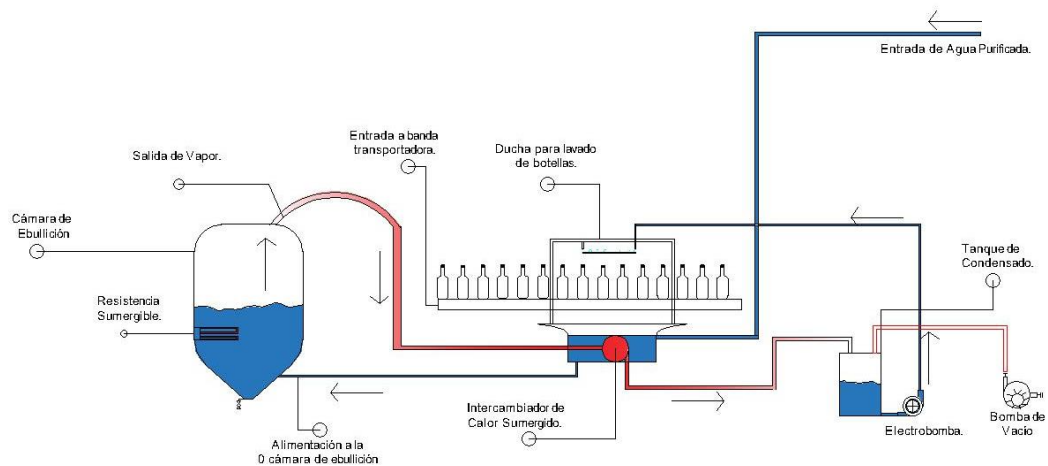 Entrada de Agua Purificada.
Entrada a banda
transportadora.
Ducha para lavado
de botellas.
Salida de Vapor.
Cámara de
Ebullición
Tanque de
Condensado.
Resistencia
Sumergible.
Intercambiador de
Calor Sumergido.
Electrobomba.
Bomba de
Vacio
Alimentación a la
0 cámara de ebullición